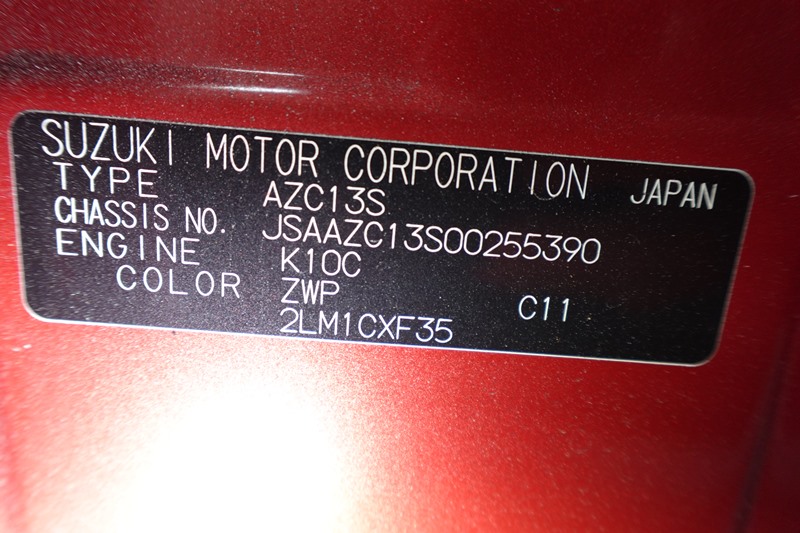 SUZUKI MOTOR CORPORATION JAPAN
TYPE AZC13S
CHASSIS NO. JSAAZC13S00255390
ENGINE K10C
COLOR ZWP C11
2LM1CXF35